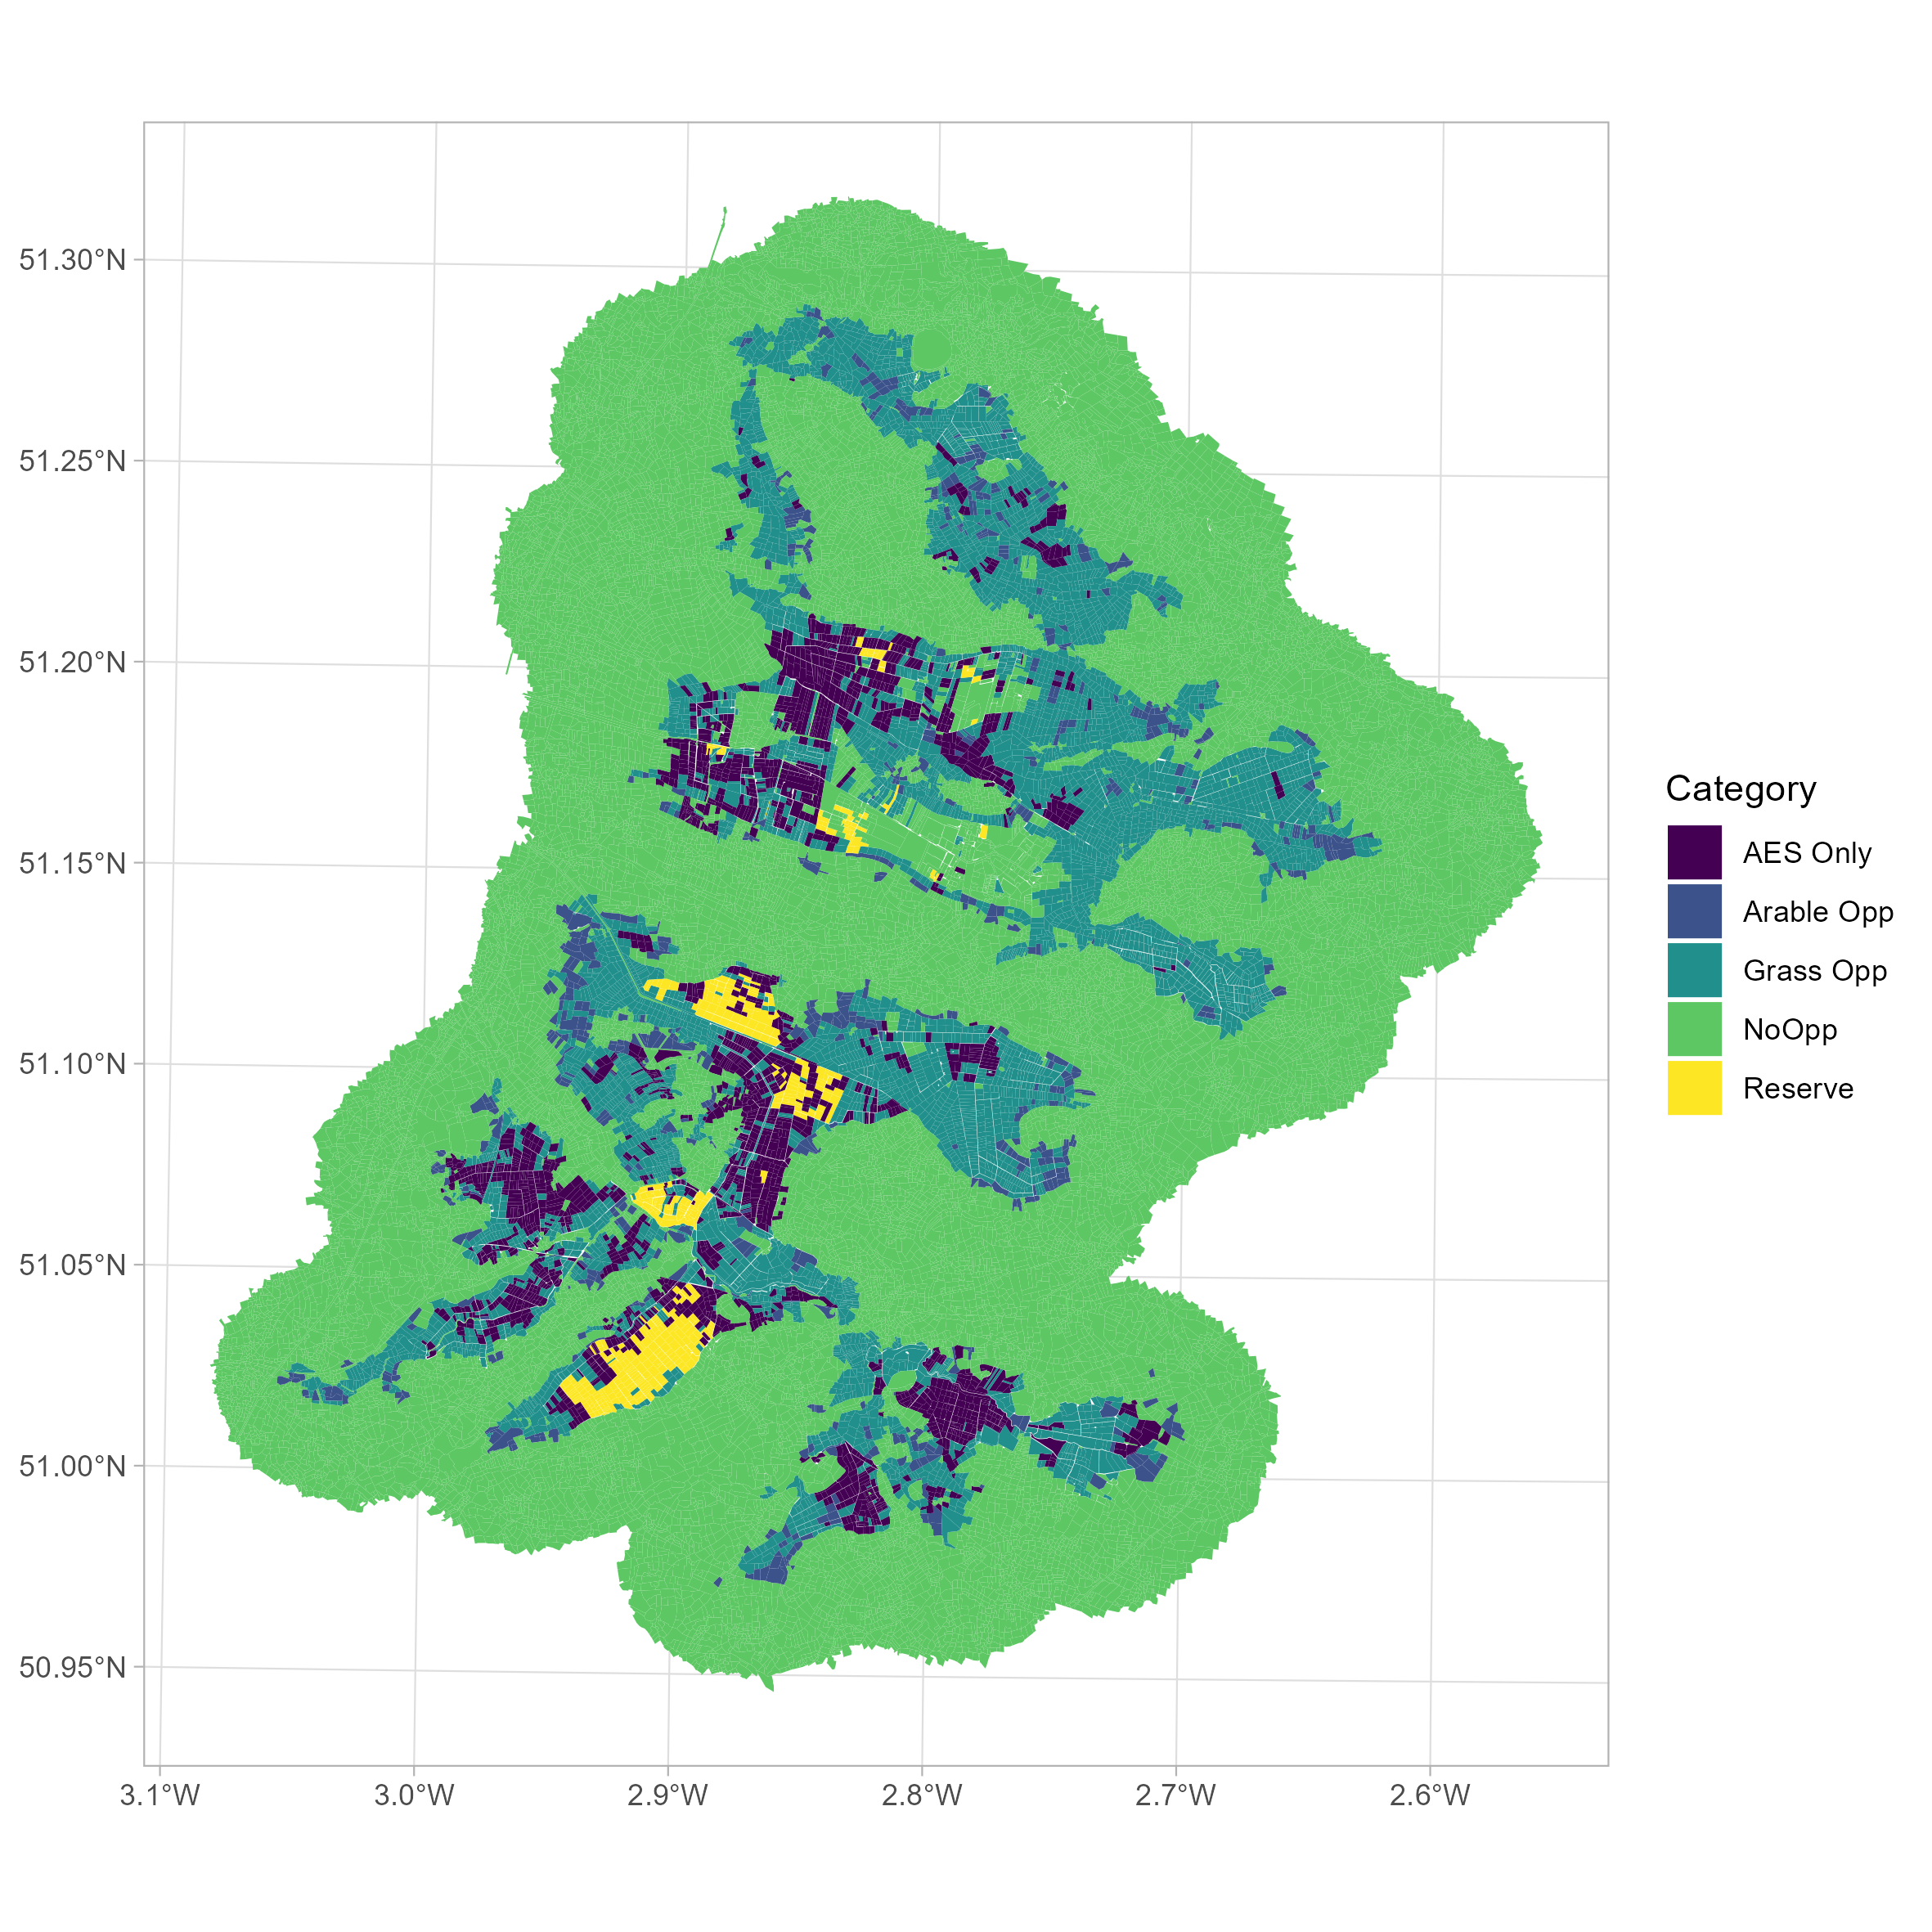 51.30°N
51.25°N
51.20°N
51.15°N
51.10°N
51.05°N
51.00°N
50.95°N
3.1°W
3.0°W
2.9°W
2.8°W
2.7°W
2.6°W
Category
AES Only
Arable Opp
Grass Opp
NoOpp
Reserve